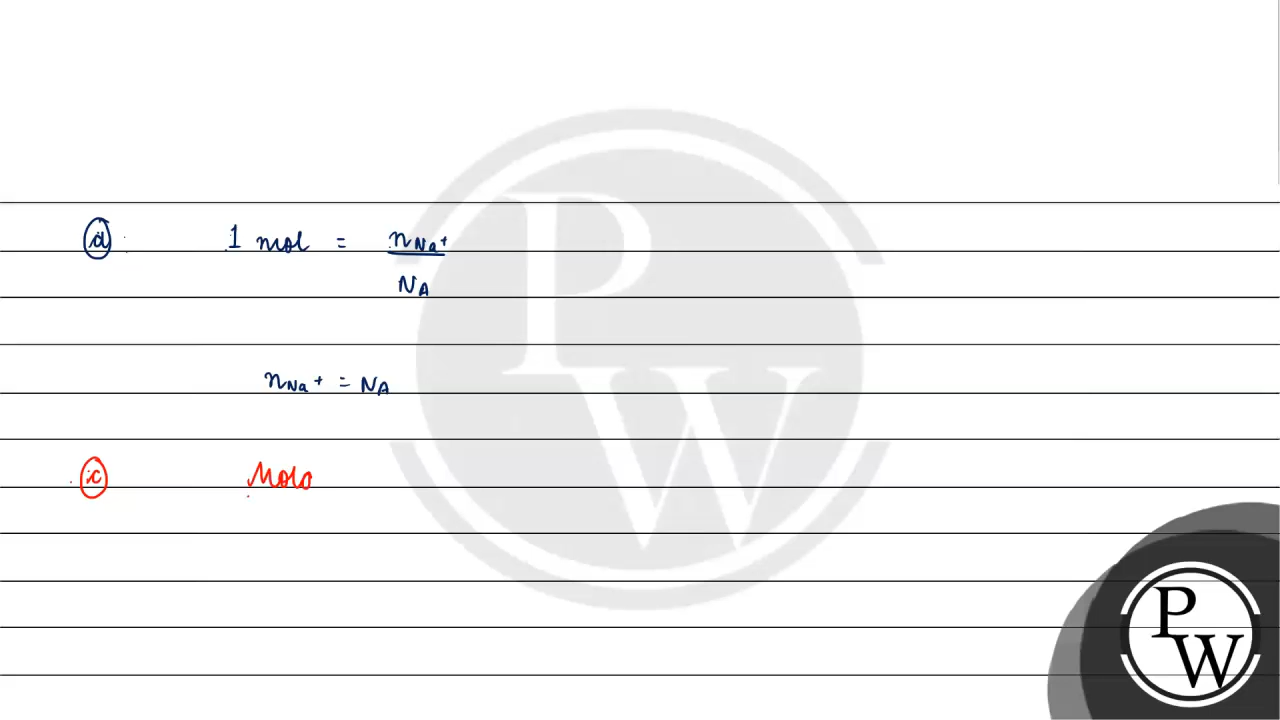 (d) 1 mol = n_Na+ / N_A
n_Na+ = N_A
(c) Mola
P
W
P
W